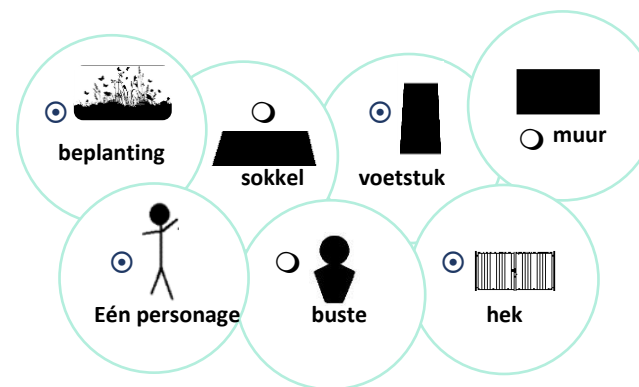 beplanting
sokkel
voetstuk
muur
Eén personage
buste
hek